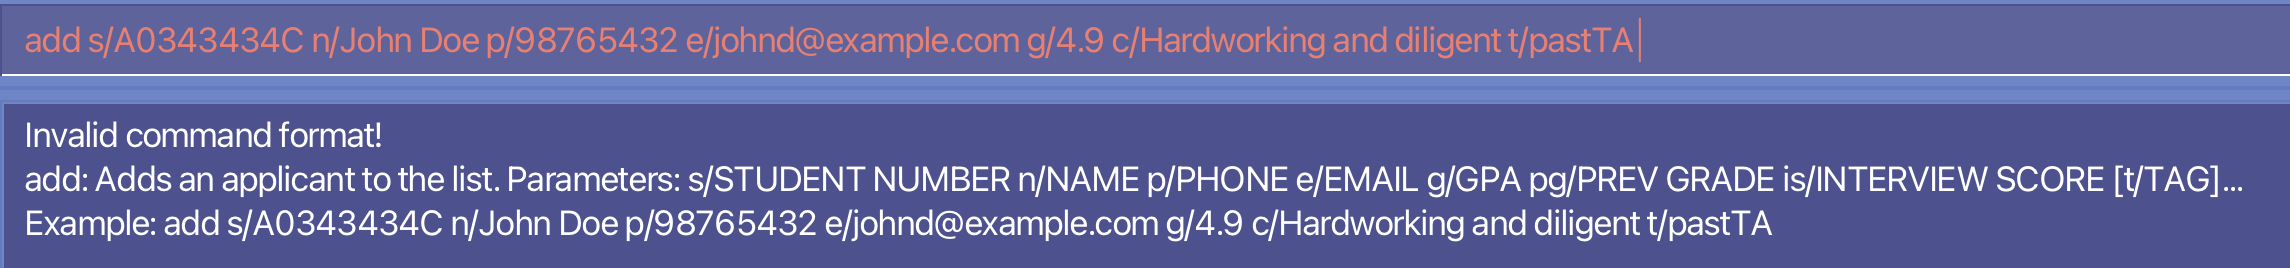 add s/A0343434C n/John Doe p/98765432 e/johnd@example.com g/4.9 c/Hardworking and diligent t/pastTA
Invalid command format!
add: Adds an applicant to the list. Parameters: s/STUDENT NUMBER n/NAME p/PHONE e/EMAIL g/GPA pg/PREV GRADE is/INTERVIEW SCORE [t/TAG]...
Example: add s/A0343434C n/John Doe p/98765432 e/johnd@example.com g/4.9 c/Hardworking and diligent t/pastTA